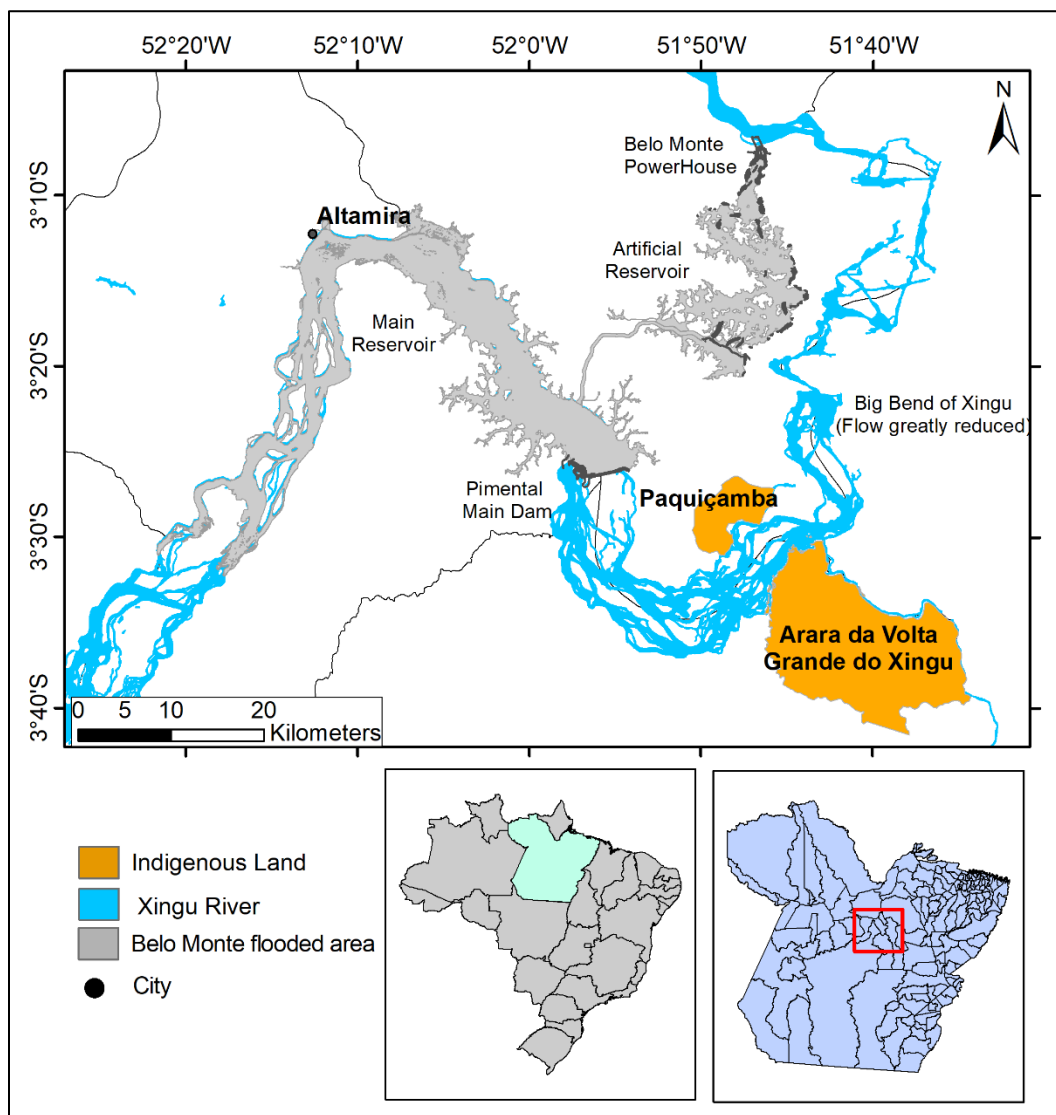 52°20'W
52°10'W
52°0'W
51°50'W
51°40'W
N
Belo Monte
PowerHouse
3°10'S
Altamira
Artificial
Reservoir
Main
Reservoir
3°20'S
Big Bend of Xingu
(Flow greatly reduced)
Pimental
Main Dam
Paquiçamba
3°30'S
Arara da Volta
Grande do Xingu
3°40'S
0 5 10 20
Kilometers
Indigenous Land
Xingu River
Belo Monte flooded area
City